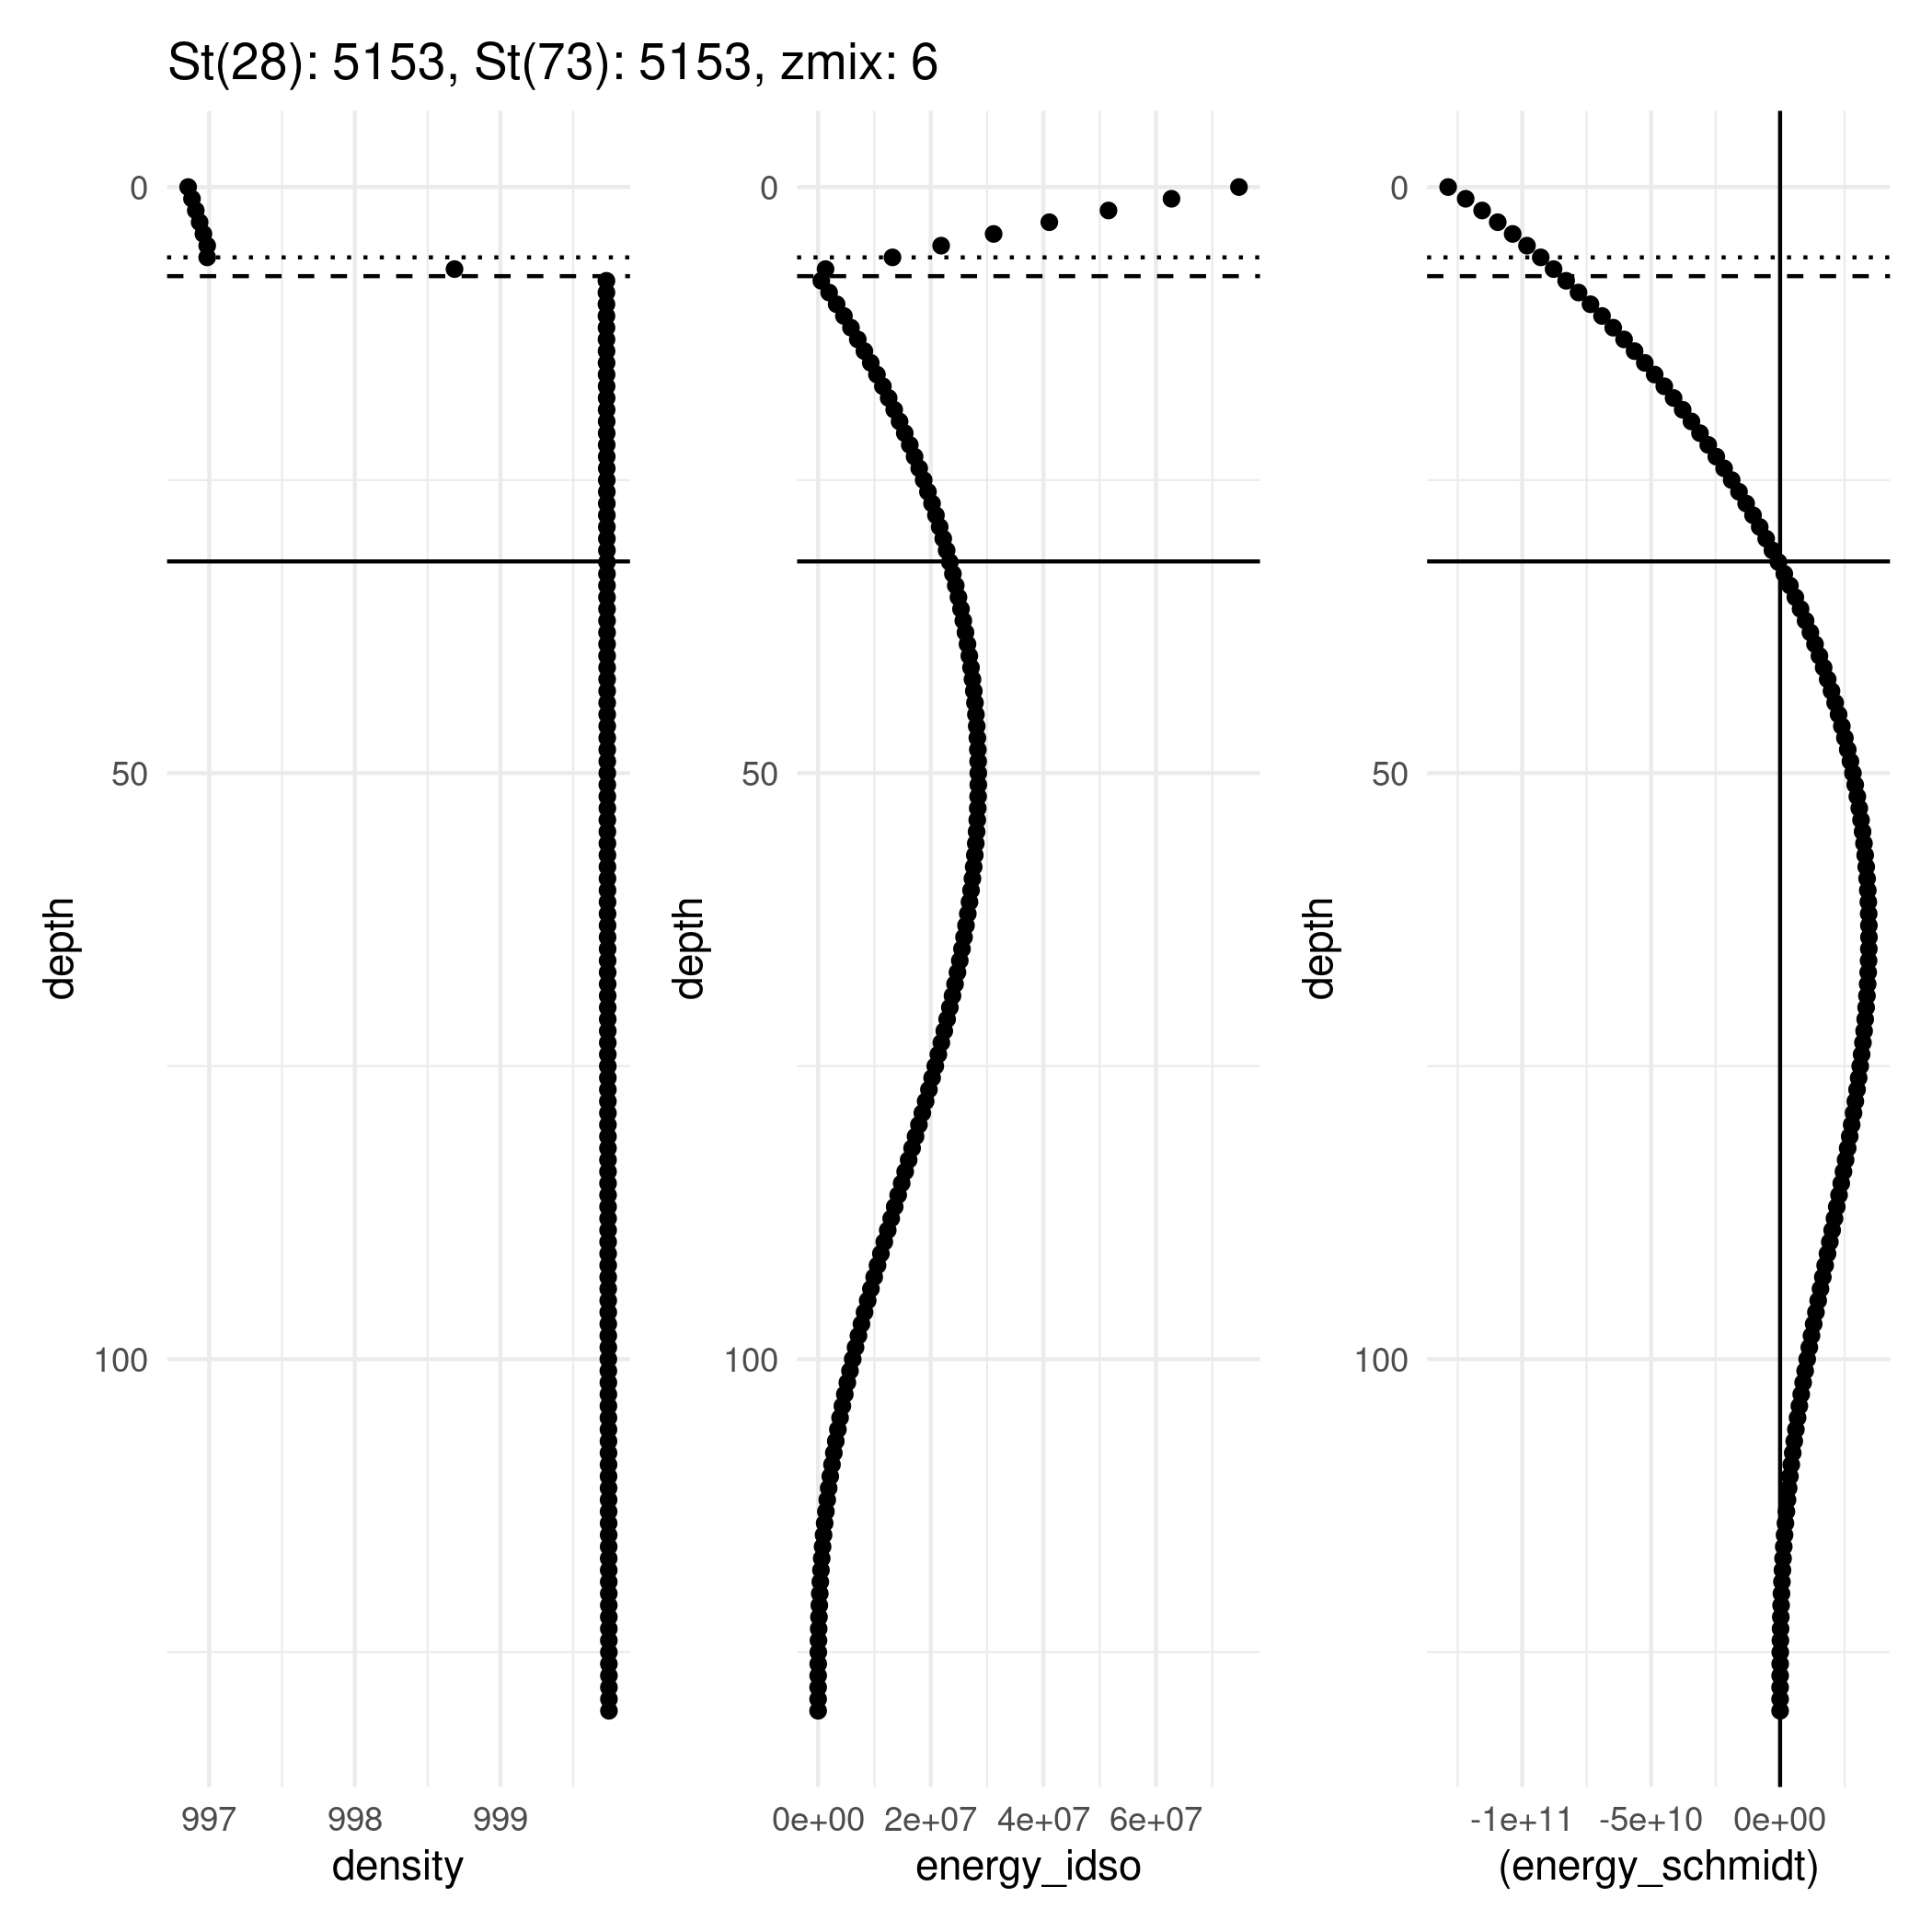 St(28): 5153, St(73): 5153, zmix: 6
depth
0
50
100
997 998 999
density
depth
0
50
100
0e+00 2e+07 4e+07 6e+07
energy_idso
depth
0
50
100
-1e+11 -5e+10 0e+00
(energy_schmidt)